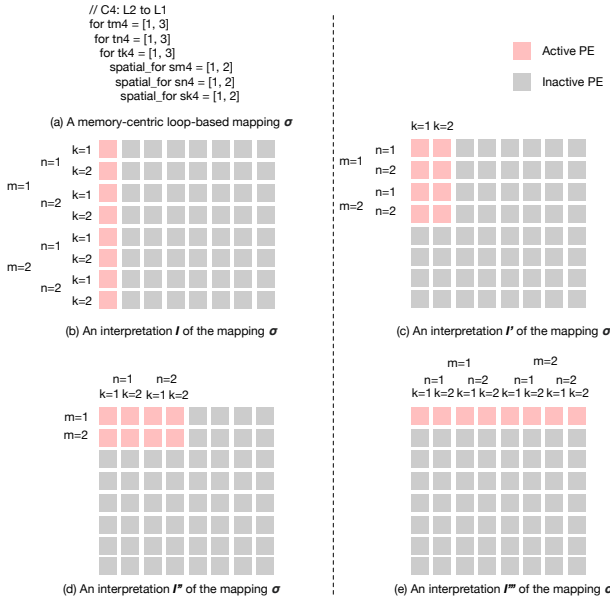 // C4: L2 to L1
for tm4 = [1, 3]
for tn4 = [1, 3]
for tk4 = [1, 3]
spatial_for sm4 = [1, 2]
spatial_for sn4 = [1, 2]
spatial_for sk4 = [1, 2]
(a) A memory-centric loop-based mapping σ
Active PE
Inactive PE
m=1
n=1
k=1
k=2
n=2
k=1
k=2
m=2
n=1
k=1
k=2
n=2
k=1
k=2
(b) An interpretation I of the mapping σ
k=1 k=2
m=1
n=1
n=2
m=2
n=1
n=2
(c) An interpretation I' of the mapping σ
n=1 n=2
k=1 k=2 k=1 k=2
m=1
m=2
(d) An interpretation I'' of the mapping σ
m=1 m=2
n=1 n=2 n=1 n=2
k=1 k=2 k=1 k=2 k=1 k=2 k=1 k=2
(e) An interpretation I''' of the mapping σ